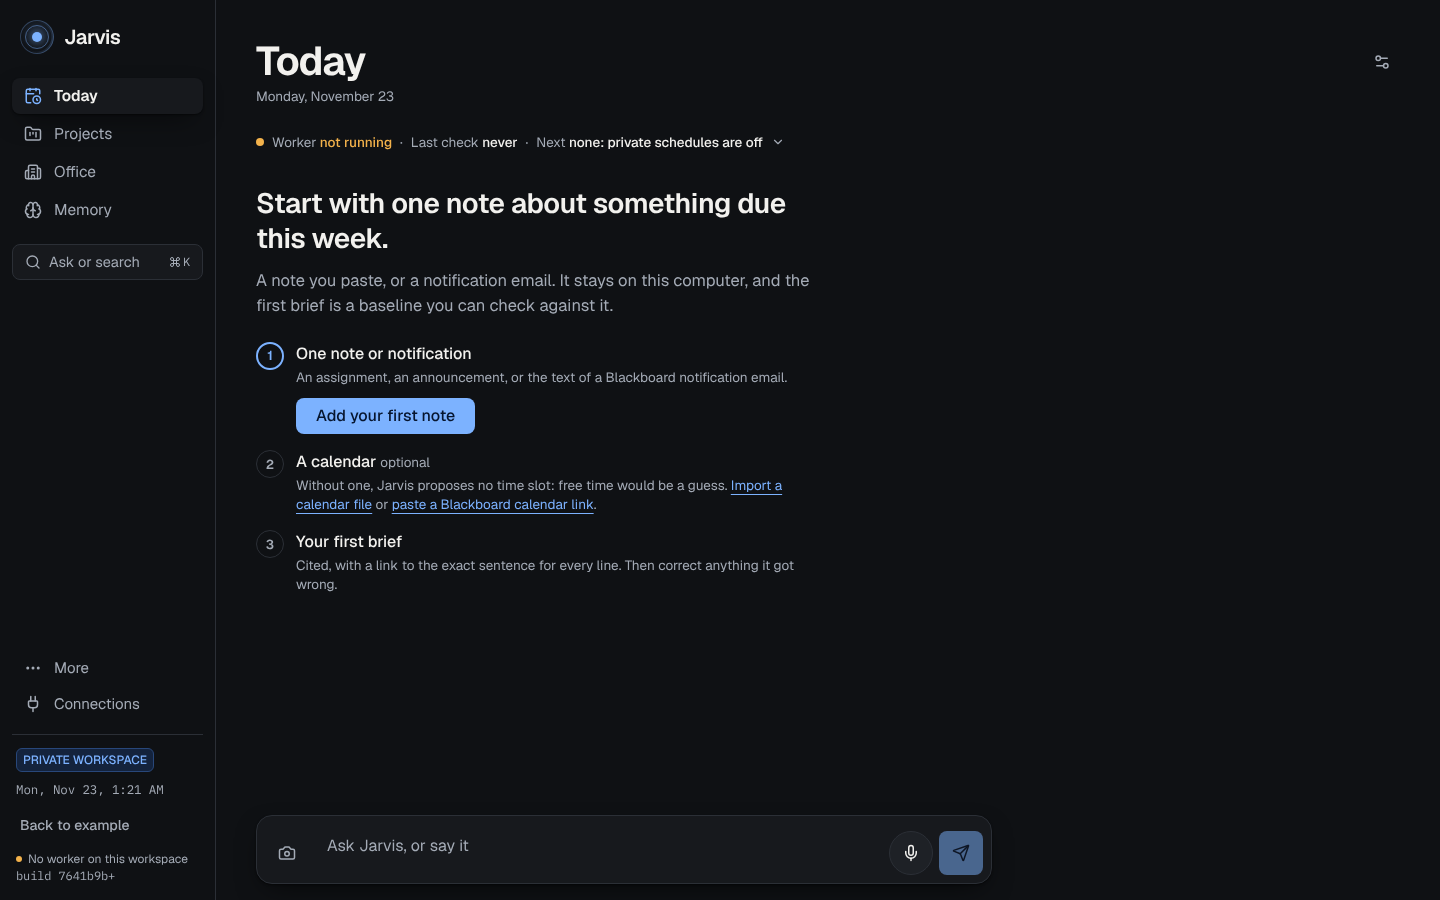 Jarvis
Today
Projects
Office
Memory
Ask or search ⌘K
More
Connections
PRIVATE WORKSPACE
Mon, Nov 23, 1:21 AM
Back to example
No worker on this workspace
build 7641b9b+
Today
Monday, November 23
Worker not running · Last check never · Next none: private schedules are off
Start with one note about something due
this week.
A note you paste, or a notification email. It stays on this computer, and the
first brief is a baseline you can check against it.
1 One note or notification
An assignment, an announcement, or the text of a Blackboard notification email.
Add your first note
2 A calendar optional
Without one, Jarvis proposes no time slot: free time would be a guess. Import a
calendar file or paste a Blackboard calendar link.
3 Your first brief
Cited, with a link to the exact sentence for every line. Then correct anything it got
wrong.
Ask Jarvis, or say it